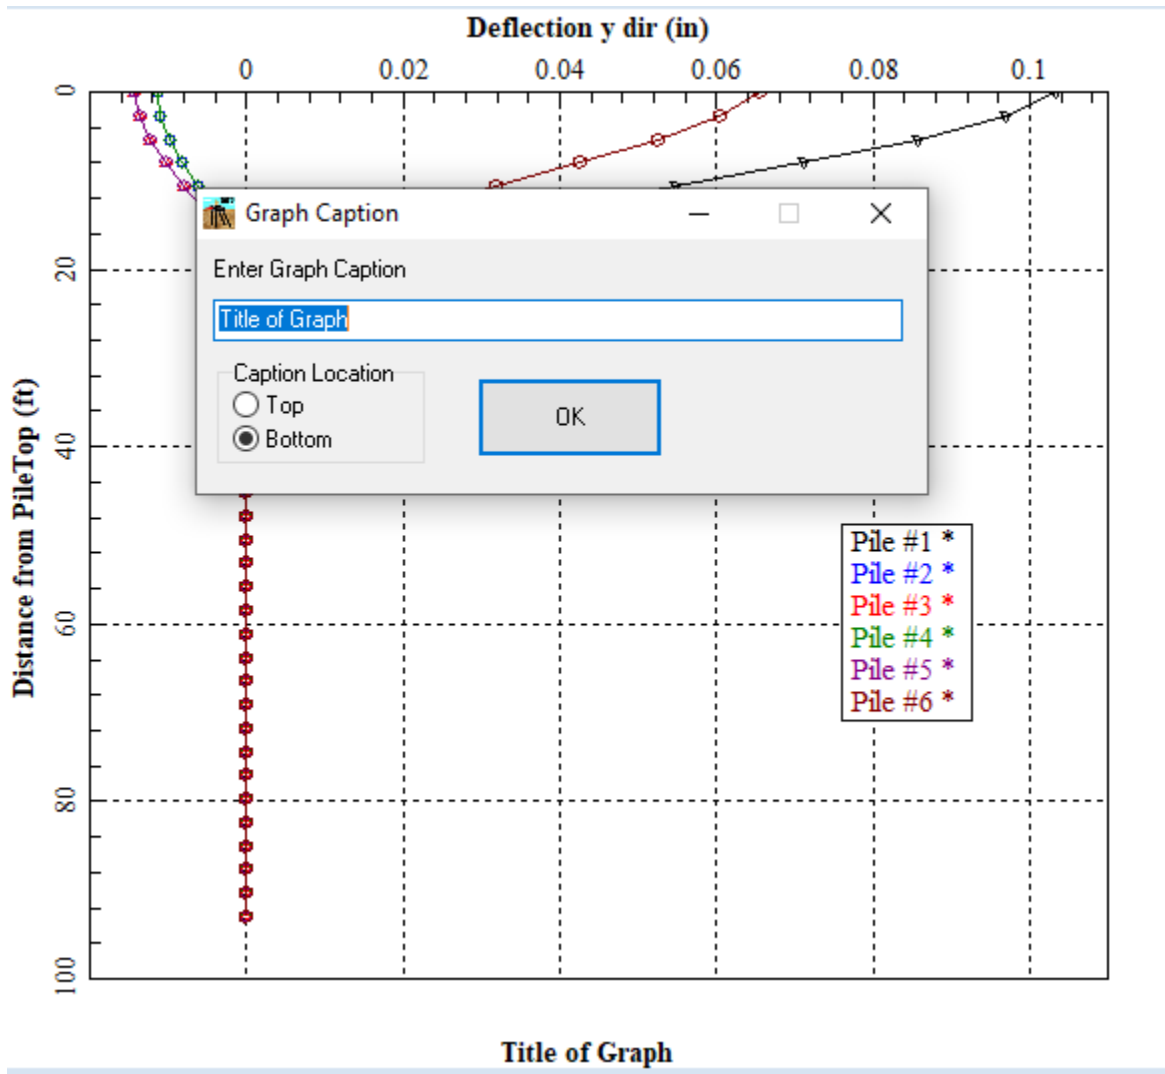 Deflection y dir (in)
0 0.02 0.04 0.06 0.08 0.1
0
Graph Caption
Enter Graph Caption
20
Title of Graph
Caption Location
Top
OK
Bottom
Distance from PileTop (ft)
40
Pile #1 *
Pile #2 *
Pile #3 *
60
Pile #4 *
Pile #5 *
Pile #6 *
80
100
Title of Graph